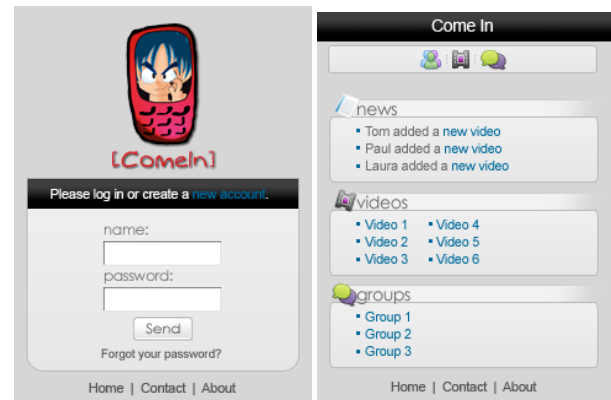 [ComeIn]
Please log in or create a new account.
name:
password:
Send
Forgot your password?
Home | Contact | About
Come In
news
Tom added a new video
Paul added a new video
Laura added a new video
videos
Video 1 Video 4
Video 2 Video 5
Video 3 Video 6
groups
Group 1
Group 2
Group 3
Home | Contact | About